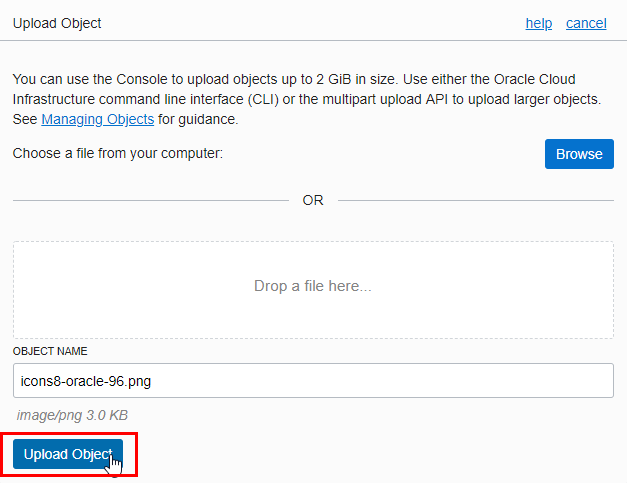 Upload Object help cancel
You can use the Console to upload objects up to 2 GiB in size. Use either the Oracle Cloud
Infrastructure command line interface (CLI) or the multipart upload API to upload larger objects.
See Managing Objects for guidance.
Choose a file from your computer: Browse
OR
Drop a file here...
OBJECT NAME
icons8-oracle-96.png
image/png 3.0 KB
Upload Object